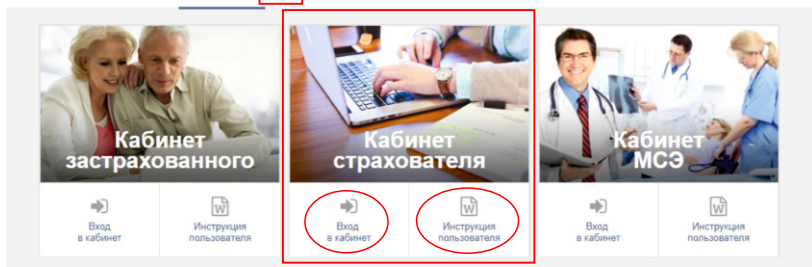 Кабинет
застрахованного
Вход
в кабинет
Инструкция
пользователя
Кабинет
страхователя
Вход
в кабинет
Инструкция
пользователя
Кабинет
МСЭ
Вход
в кабинет
Инструкция
пользователя